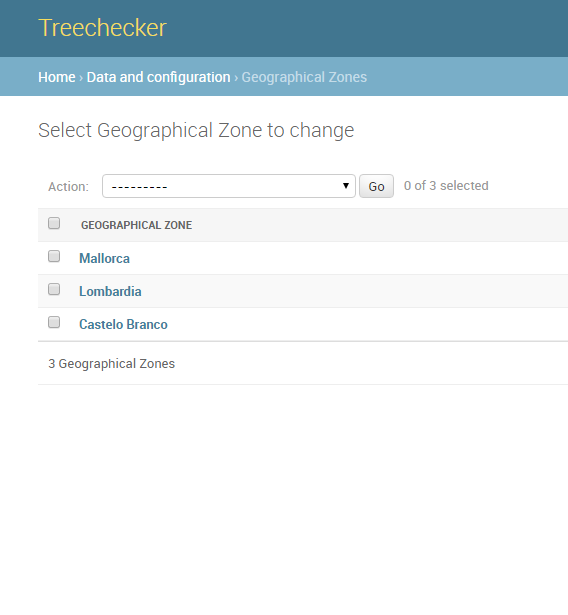 Treechecker
Home › Data and configuration › Geographical Zones
Select Geographical Zone to change
Action: --------- Go 0 of 3 selected
GEOGRAPHICAL ZONE
Mallorca
Lombardia
Castelo Branco
3 Geographical Zones